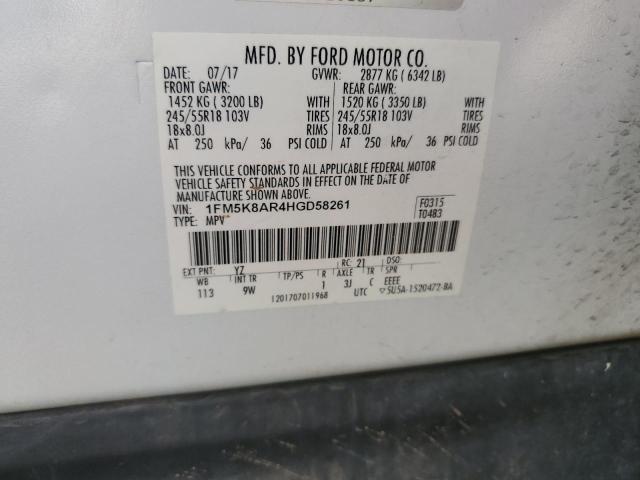 MFD. BY FORD MOTOR CO.
DATE: 07/17 GVWR: 2877 KG ( 6342 LB)
FRONT GAWR: REAR GAWR:
1452 KG ( 3200 LB) WITH 1520 KG ( 3350 LB) WITH
245/55R18 103V TIRES 245/55R18 103V TIRES
18x8.0J RIMS 18x8.0J RIMS
AT 250 kPa/ 36 PSI COLD AT 250 kPa/ 36 PSI COLD
THIS VEHICLE CONFORMS TO ALL APPLICABLE FEDERAL MOTOR
VEHICLE SAFETY STANDARDS IN EFFECT ON THE DATE OF
MANUFACTURE SHOWN ABOVE.
VIN: 1FM5K8AR4HGD58261 F0315
TYPE: MPV T04B3
EXT PNT: YZ RC: 21 DSO:
WB INT TR TP/PS R AXLE TR SPR
113 9W 1 3J C EEEE
1201707011968 UTC ▽5U5A-1520472-BA